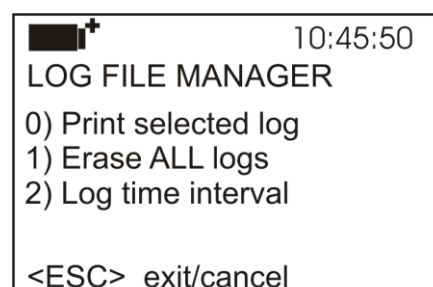 10:45:50
LOG FILE MANAGER
0) Print selected log
1) Erase ALL logs
2) Log time interval
<ESC> exit/cancel